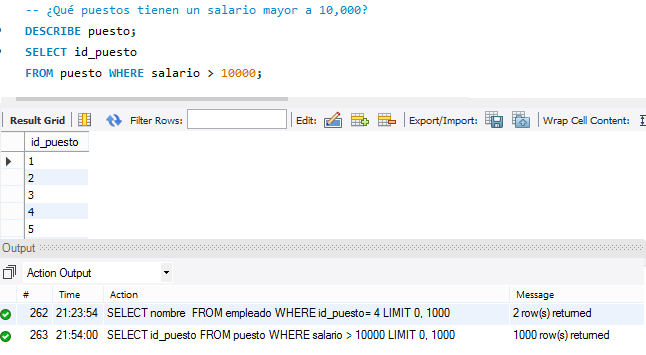 -- ¿Qué puestos tienen un salario mayor a 10,000?
DESCRIBE puesto;
SELECT id_puesto
FROM puesto WHERE salario > 10000;
Result Grid Filter Rows: Edit: Export/Import: Wrap Cell Content:
id_puesto
1
2
3
4
5
Output
Action Output
# Time Action Message
262 21:23:54 SELECT nombre FROM empleado WHERE id_puesto= 4 LIMIT 0, 1000 2 row(s) returned
263 21:54:00 SELECT id_puesto FROM puesto WHERE salario > 10000 LIMIT 0, 1000 1000 row(s) returned